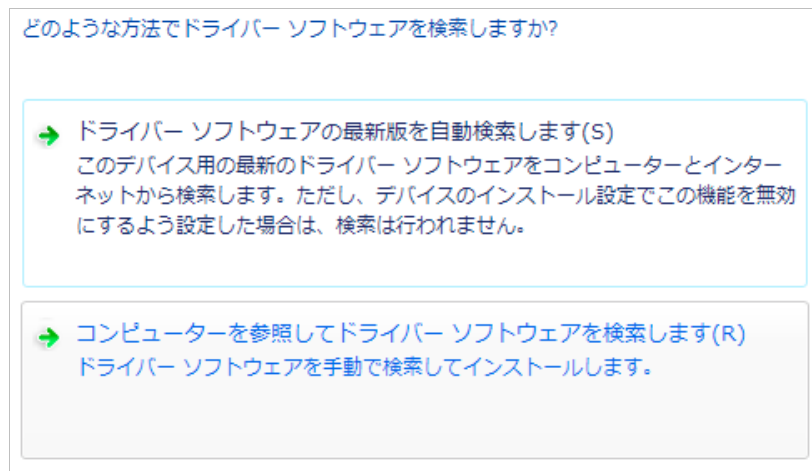 どのような方法でドライバー ソフトウェアを検索しますか?
ドライバー ソフトウェアの最新版を自動検索します(S)
このデバイス用の最新のドライバー ソフトウェアをコンピューターとインター
ネットから検索します。ただし、デバイスのインストール設定でこの機能を無効
にするよう設定した場合は、検索は行われません。
コンピューターを参照してドライバー ソフトウェアを検索します(R)
ドライバー ソフトウェアを手動で検索してインストールします。